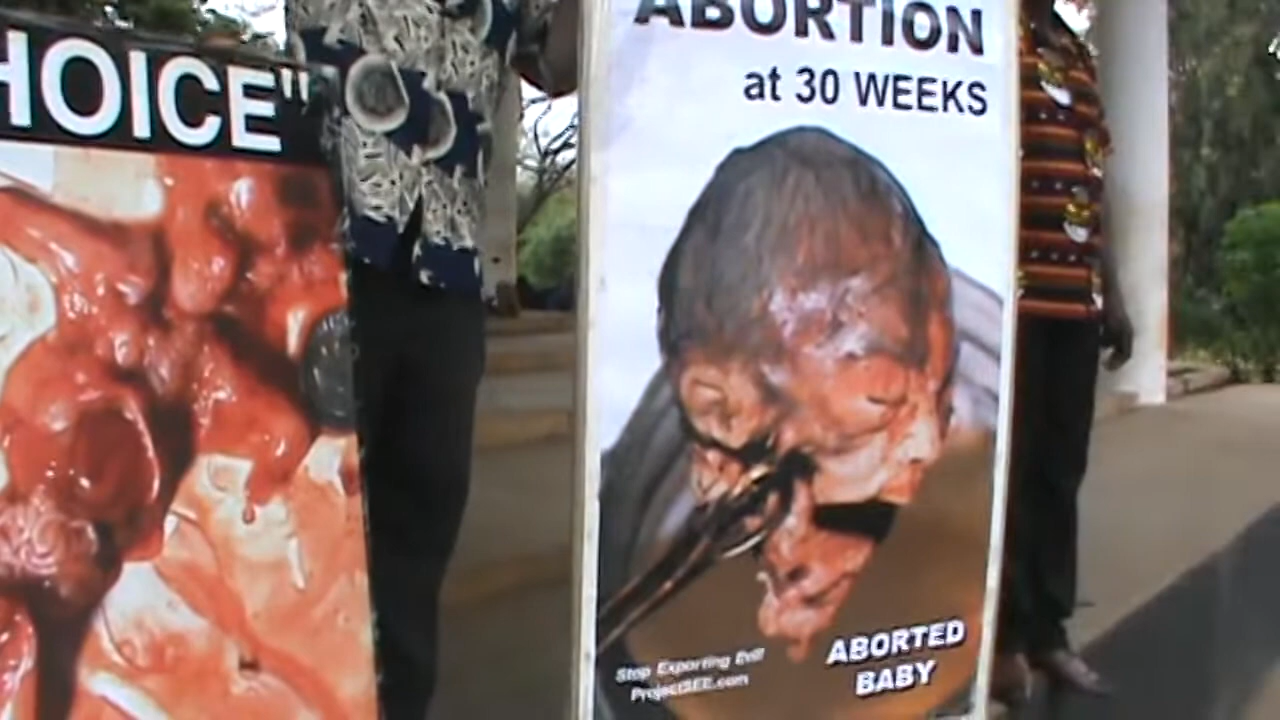 HOICE"
ABORTION
at 30 WEEKS
Stop Exporting Evil!
ProjectSEE.com
ABORTED
BABY